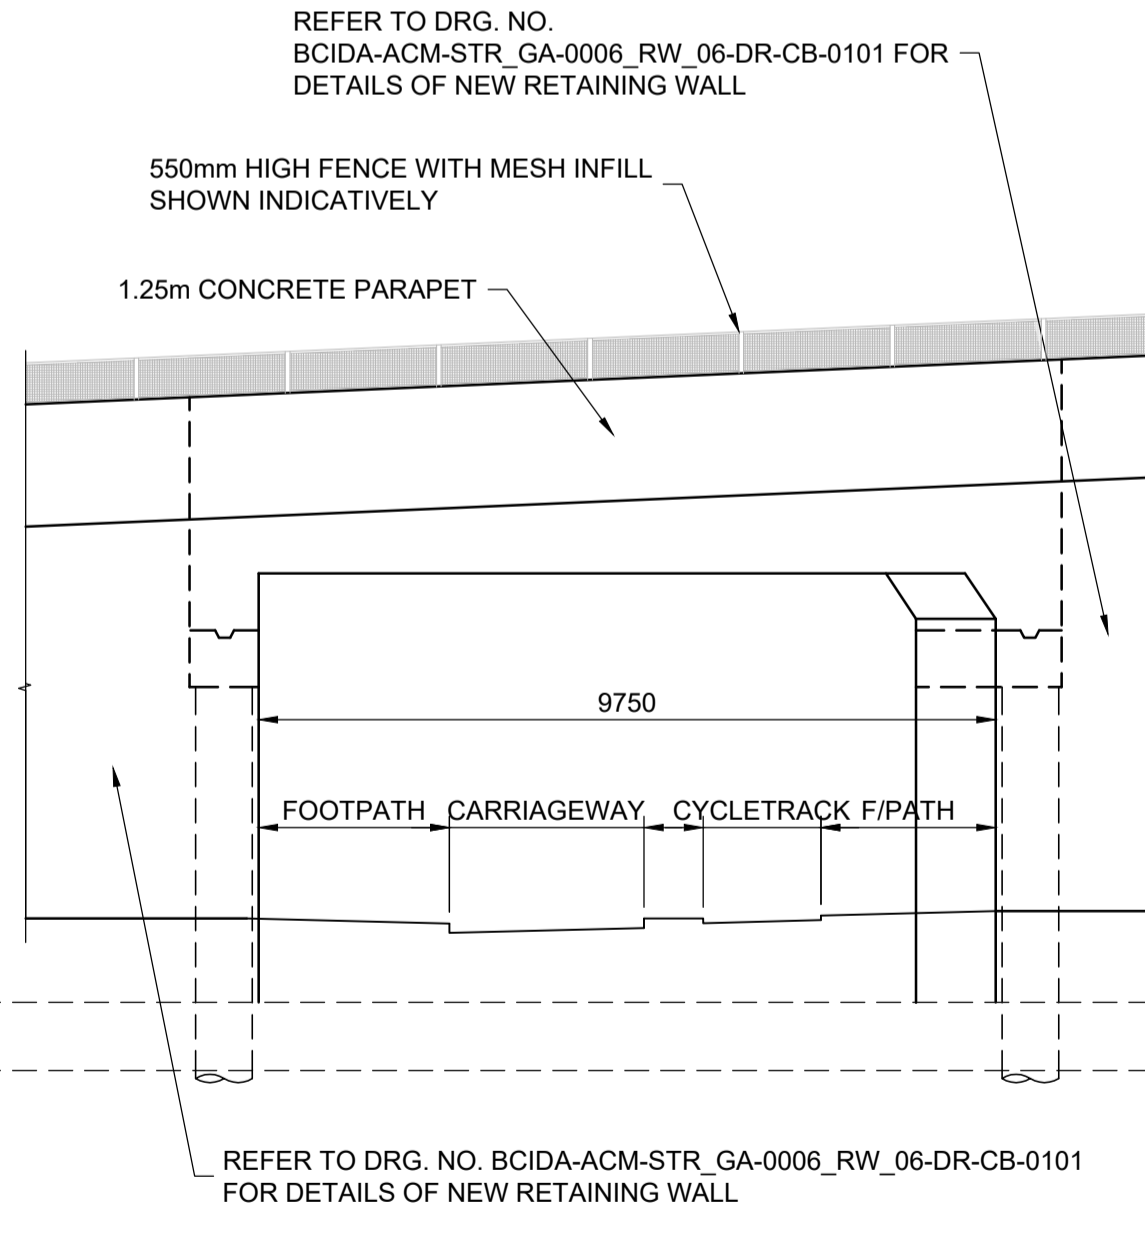 REFER TO DRG. NO.
BCIDA-ACM-STR_GA-0006_RW_06-DR-CB-0101 FOR
DETAILS OF NEW RETAINING WALL
550mm HIGH FENCE WITH MESH INFILL
SHOWN INDICATIVELY
1.25m CONCRETE PARAPET
9750
FOOTPATH CARRIAGEWAY CYCLETRACK F/PATH
REFER TO DRG. NO. BCIDA-ACM-STR_GA-0006_RW_06-DR-CB-0101
FOR DETAILS OF NEW RETAINING WALL